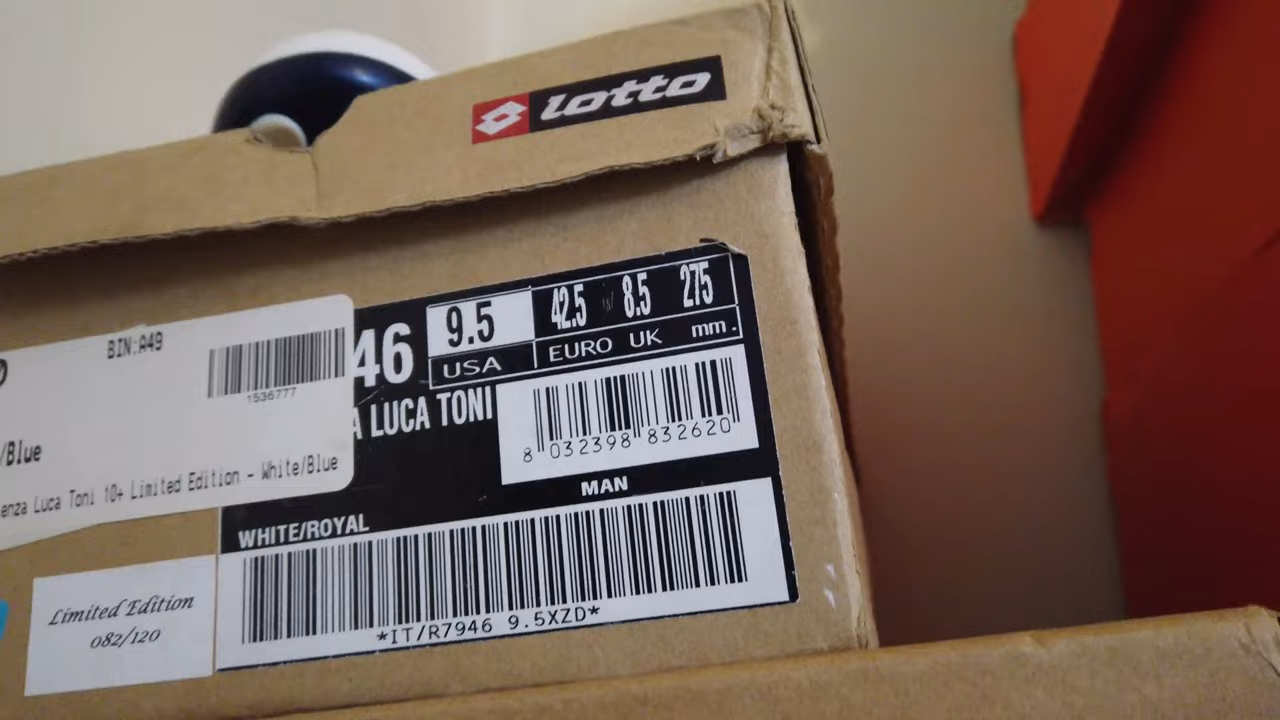 lotto
BIN:A49
1536777
/Blue
enza Luca Toni 10+ Limited Edition - White/Blue
46
9.5
42.5
8.5
275
USA
EURO
UK
mm.
A LUCA TONI
8 032398 832620
MAN
WHITE/ROYAL
*IT/R7946 9.5XZD*
Limited Edition
082/120